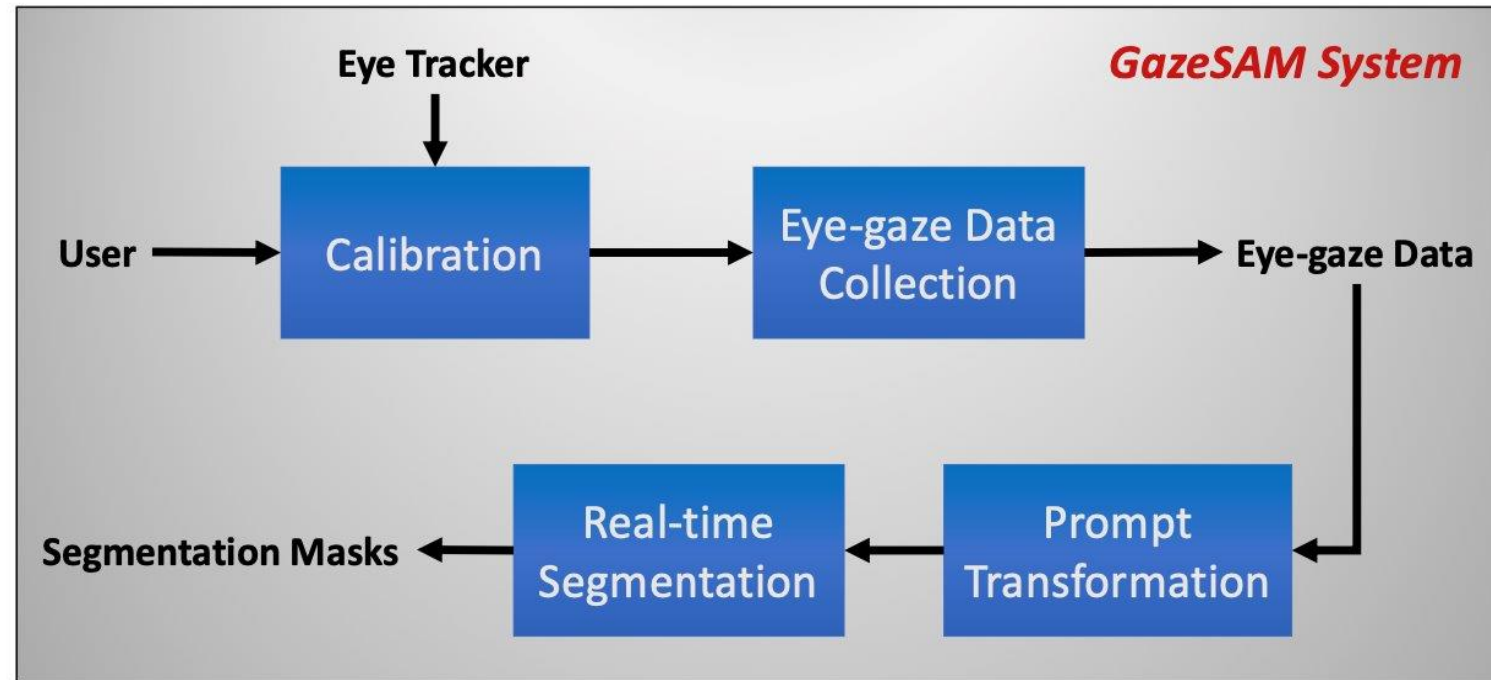 Eye Tracker
GazeSAM System
User
Calibration
Eye-gaze Data
Collection
Eye-gaze Data
Prompt
Transformation
Real-time
Segmentation
Segmentation Masks